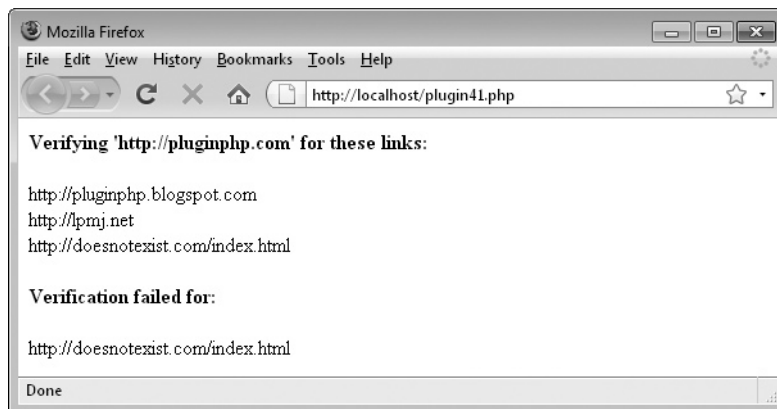 Mozilla Firefox
File Edit View History Bookmarks Tools Help
http://localhost/plugin41.php
Verifying 'http://pluginphp.com' for these links:
http://pluginphp.blogspot.com
http://lpmj.net
http://doesnotexist.com/index.html
Verification failed for:
http://doesnotexist.com/index.html
Done